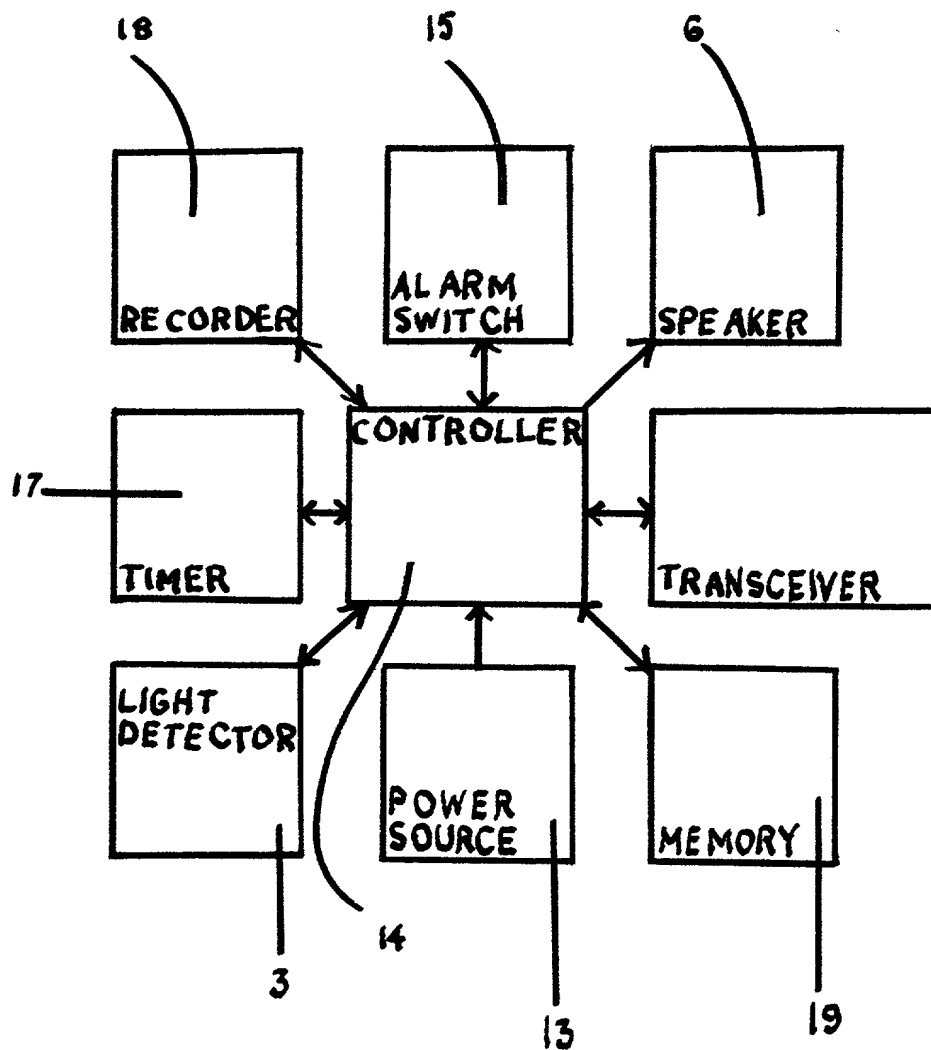 18
15
6
RECORDER
ALARM
SWITCH
SPEAKER
CONTROLLER
17
TIMER
TRANSCEIVER
LIGHT
DETECTOR
POWER
SOURCE
MEMORY
14
3
13
19